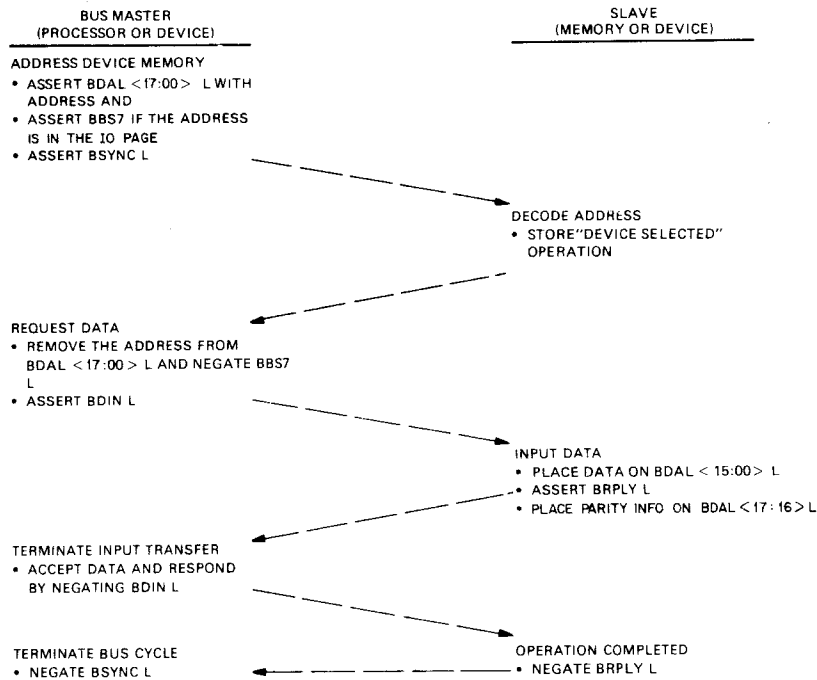 BUS MASTER
(PROCESSOR OR DEVICE)
SLAVE
(MEMORY OR DEVICE)
ADDRESS DEVICE MEMORY
• ASSERT BDAL <17:00> L WITH
ADDRESS AND
• ASSERT BBS7 IF THE ADDRESS
IS IN THE IO PAGE
• ASSERT BSYNC L
DECODE ADDRESS
• STORE"DEVICE SELECTED"
OPERATION
REQUEST DATA
• REMOVE THE ADDRESS FROM
BDAL <17:00> L AND NEGATE BBS7
L
• ASSERT BDIN L
INPUT DATA
• PLACE DATA ON BDAL <15:00> L
• ASSERT BRPLY L
• PLACE PARITY INFO ON BDAL <17:16> L
TERMINATE INPUT TRANSFER
• ACCEPT DATA AND RESPOND
BY NEGATING BDIN L
OPERATION COMPLETED
• NEGATE BRPLY L
TERMINATE BUS CYCLE
• NEGATE BSYNC L